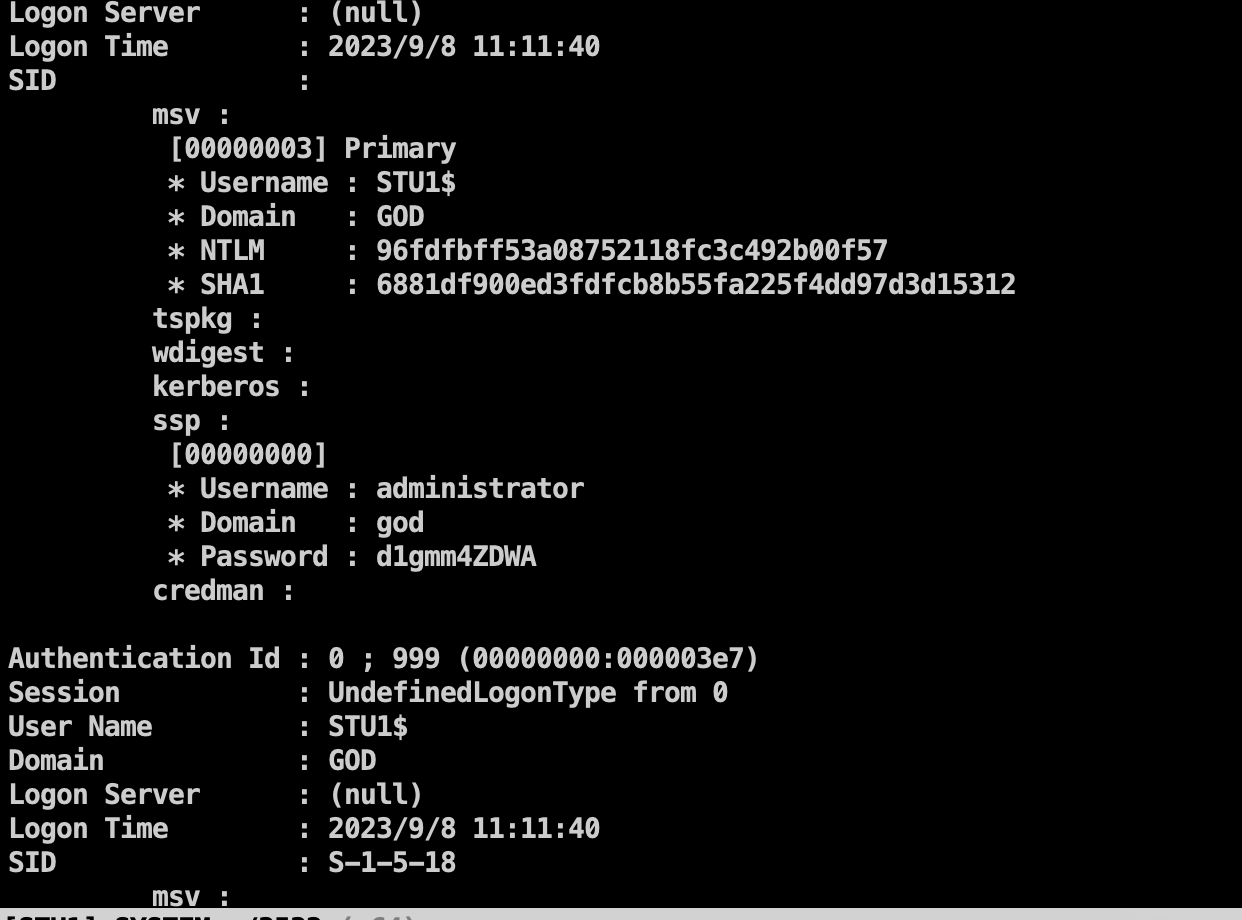 Logon Server      : (null)
Logon Time        : 2023/9/8 11:11:40
SID               :
msv :
[00000003] Primary
* Username : STU1$
* Domain   : GOD
* NTLM     : 96fdfbff53a08752118fc3c492b00f57
* SHA1     : 6881df900ed3fdfcb8b55fa225f4dd97d3d15312
tspkg :
wdigest :
kerberos :
ssp :
[00000000]
* Username : administrator
* Domain   : god
* Password : d1gmm4ZDWA
credman :
Authentication Id : 0 ; 999 (00000000:000003e7)
Session           : UndefinedLogonType from 0
User Name         : STU1$
Domain            : GOD
Logon Server      : (null)
Logon Time        : 2023/9/8 11:11:40
SID               : S-1-5-18
msv :